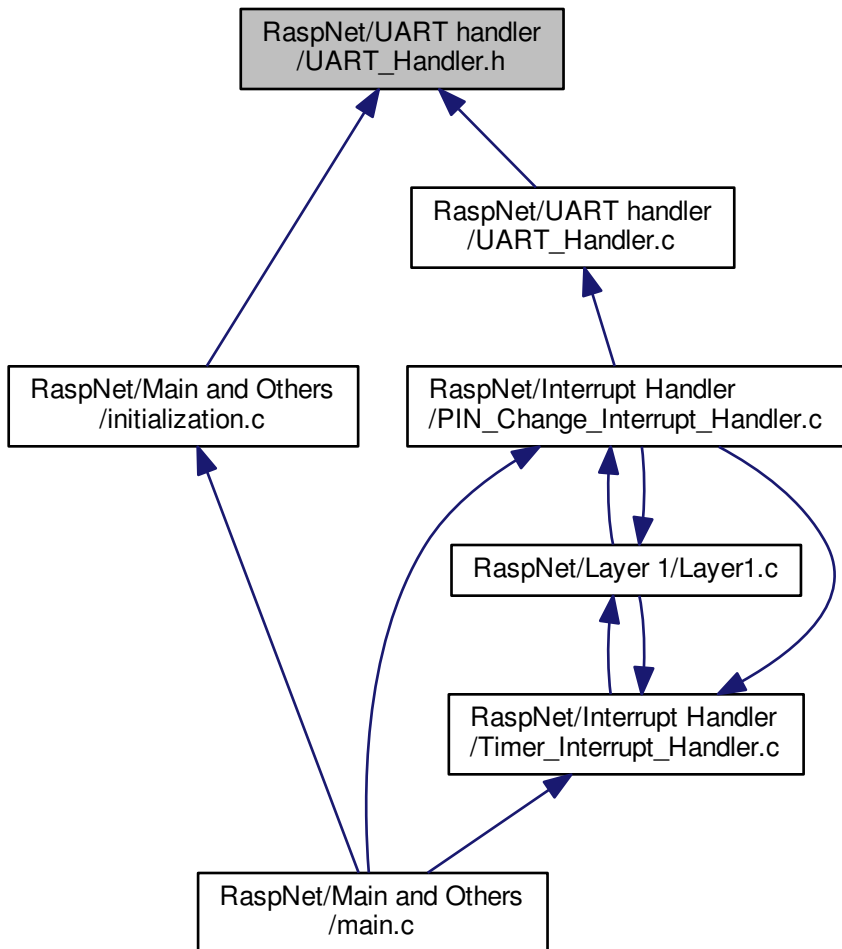 RaspNet/UART handler
/UART_Handler.h
RaspNet/UART handler
/UART_Handler.c
RaspNet/Main and Others
/initialization.c
RaspNet/Interrupt Handler
/PIN_Change_Interrupt_Handler.c
RaspNet/Layer 1/Layer1.c
RaspNet/Interrupt Handler
/Timer_Interrupt_Handler.c
RaspNet/Main and Others
/main.c